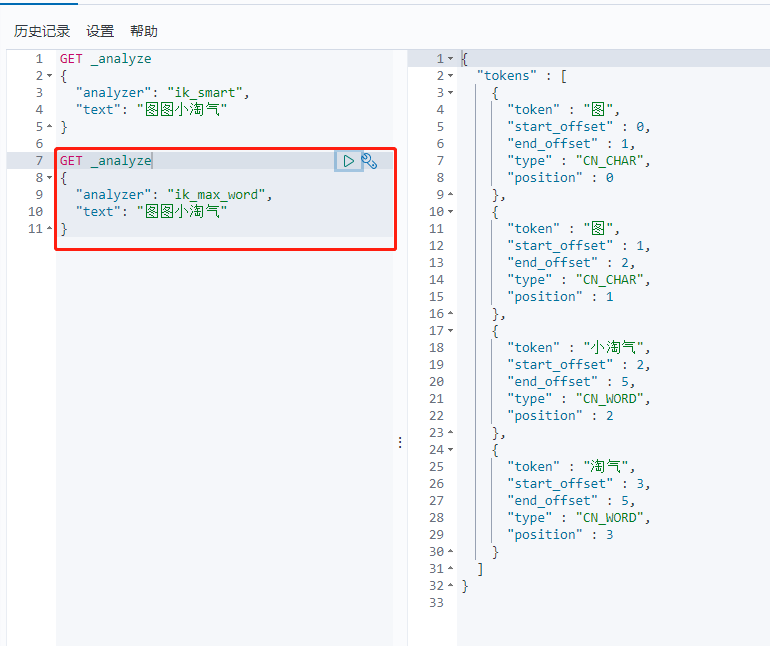 历史记录 设置 帮助
1 GET _analyze
2 {
3 "analyzer": "ik_smart",
4 "text": "图图小淘气"
5 }
6
7 GET _analyze
8 {
9 "analyzer": "ik_max_word",
10 "text": "图图小淘气"
11 }
1 {
2 "tokens" : [
3 {
4 "token" : "图",
5 "start_offset" : 0,
6 "end_offset" : 1,
7 "type" : "CN_CHAR",
8 "position" : 0
9 },
10 {
11 "token" : "图",
12 "start_offset" : 1,
13 "end_offset" : 2,
14 "type" : "CN_CHAR",
15 "position" : 1
16 },
17 {
18 "token" : "小淘气",
19 "start_offset" : 2,
20 "end_offset" : 5,
21 "type" : "CN_WORD",
22 "position" : 2
23 },
24 {
25 "token" : "淘气",
26 "start_offset" : 3,
27 "end_offset" : 5,
28 "type" : "CN_WORD",
29 "position" : 3
30 }
31 ]
32 }
33